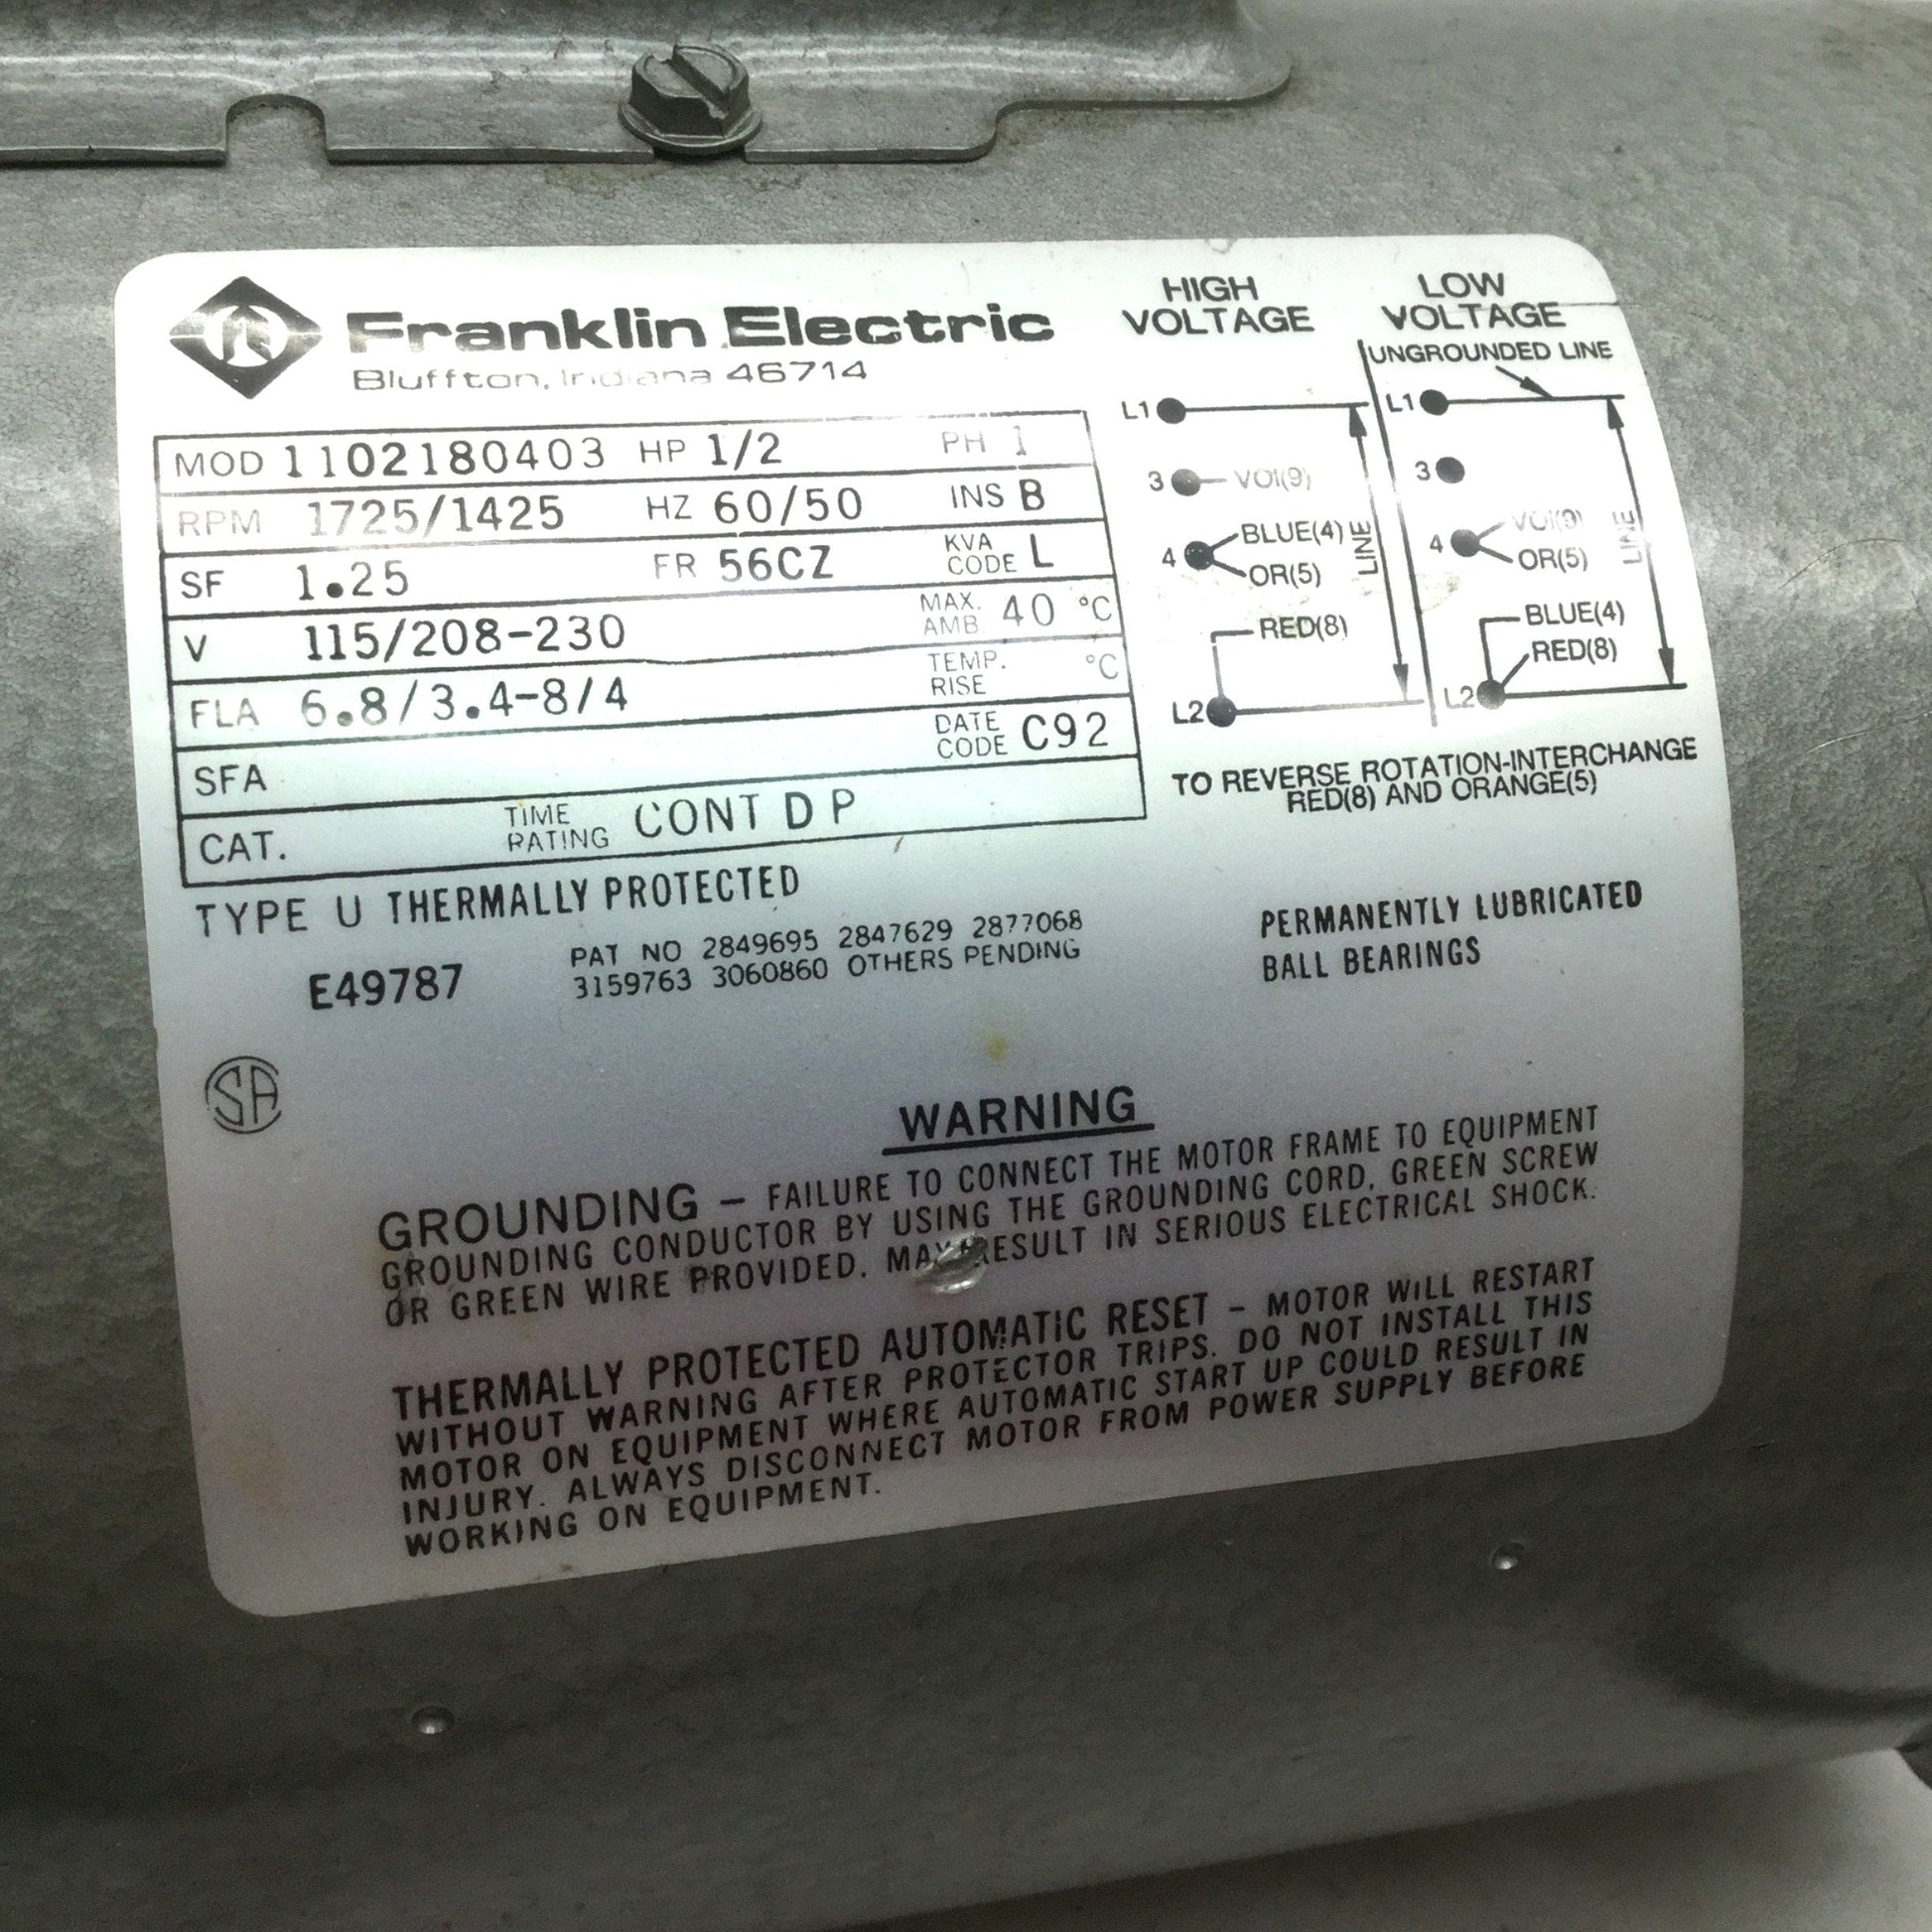 Franklin Electric
Bluffton, Indiana 46714
MOD 1102180403 HP 1/2 PH 1
RPM 1725/1425 HZ 60/50 INS B
SF 1.25 FR 56CZ KVA CODE L
V 115/208-230 MAX. AMB. 40 °C
FLA 6.8/3.4-8/4 TEMP. RISE °C
SFA DATE CODE C92
CAT. TIME RATING CONT D P
TYPE U THERMALLY PROTECTED
E49787
PAT NO 2849695 2847629 2877068
3159763 3060860 OTHERS PENDING
SA
HIGH
VOLTAGE
L1
3 VOI(9)
4 BLUE(4)
OR(5)
RED(8)
L2
LINE
LOW
VOLTAGE
UNGROUNDED LINE
L1
3
4 VOI(9)
OR(5)
BLUE(4)
RED(8)
L2
LINE
TO REVERSE ROTATION-INTERCHANGE
RED(8) AND ORANGE(5)
PERMANENTLY LUBRICATED
BALL BEARINGS
WARNING
GROUNDING – FAILURE TO CONNECT THE MOTOR FRAME TO EQUIPMENT
GROUNDING CONDUCTOR BY USING THE GROUNDING CORD, GREEN SCREW
OR GREEN WIRE PROVIDED. MAY RESULT IN SERIOUS ELECTRICAL SHOCK.
THERMALLY PROTECTED AUTOMATIC RESET – MOTOR WILL RESTART
WITHOUT WARNING AFTER PROTECTOR TRIPS. DO NOT INSTALL THIS
MOTOR ON EQUIPMENT WHERE AUTOMATIC START UP COULD RESULT IN
INJURY. ALWAYS DISCONNECT MOTOR FROM POWER SUPPLY BEFORE
WORKING ON EQUIPMENT.